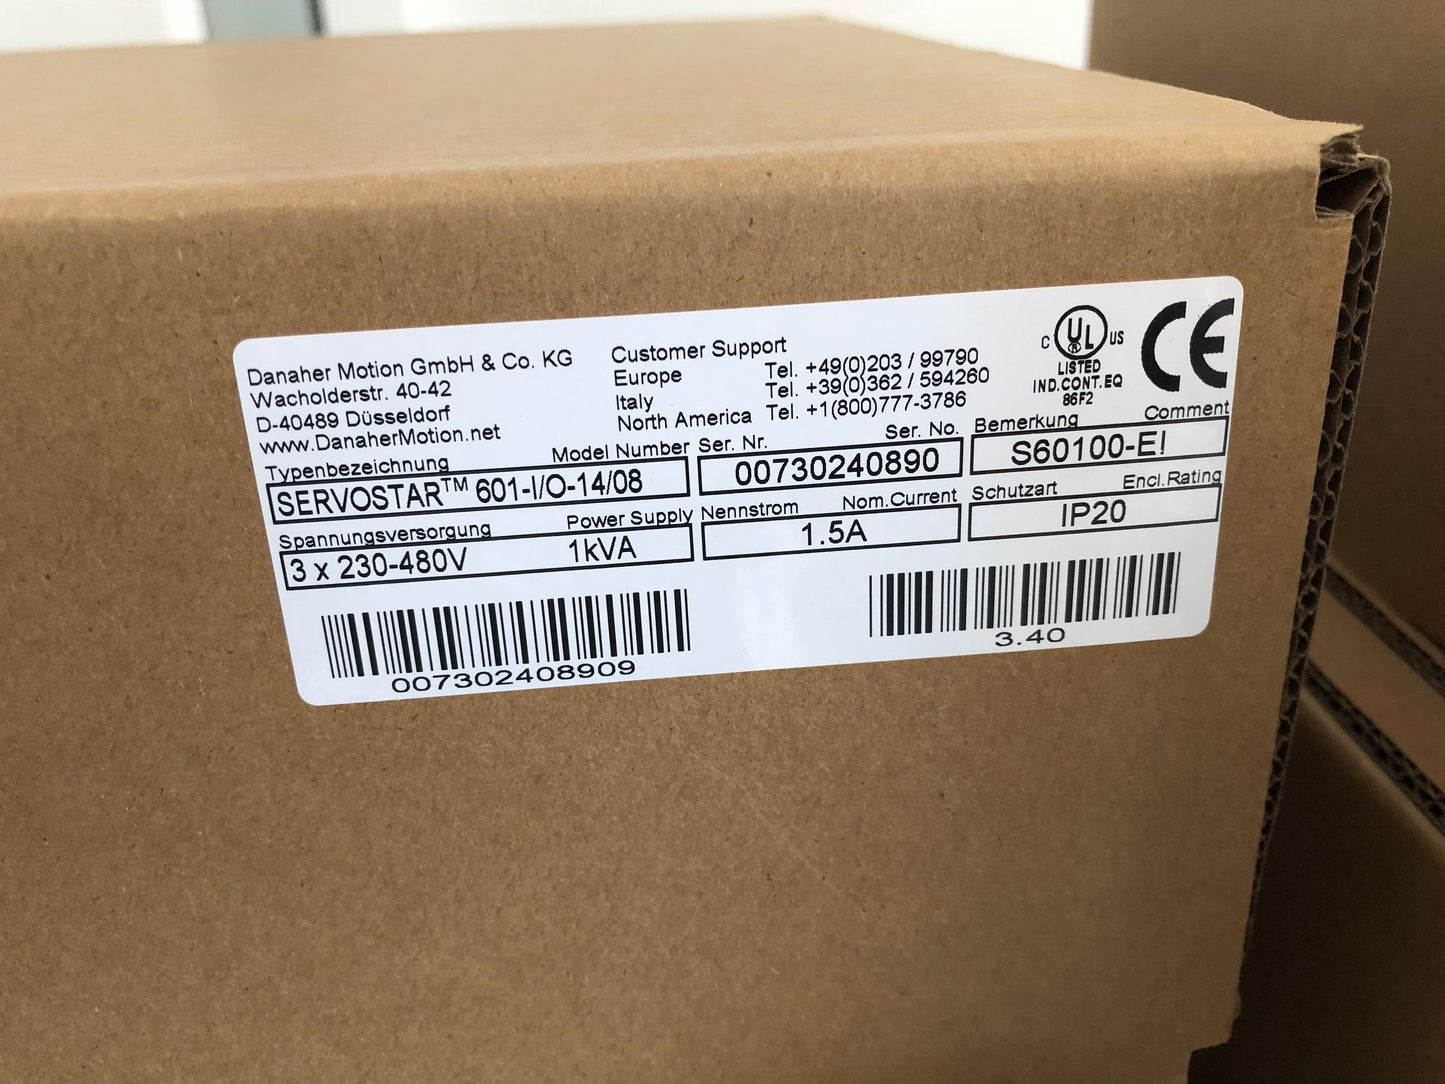 Danaher Motion GmbH & Co. KG
Wacholderstr. 40-42
D-40489 Düsseldorf
www.DanaherMotion.net
Customer Support
Europe Tel. +49(0)203 / 99790
Italy Tel. +39(0)362 / 594260
North America Tel. +1(800)777-3786
C UL US
®
LISTED
IND.CONT.EQ
86F2
CE
Typenbezeichnung Model Number
SERVOSTAR™ 601-I/O-14/08
Ser. Nr. Ser. No.
00730240890
Bemerkung Comment
S60100-EI
Spannungsversorgung Power Supply
3 x 230-480V 1kVA
Nennstrom Nom.Current
1.5A
Schutzart Encl.Rating
IP20
007302408909
3.40